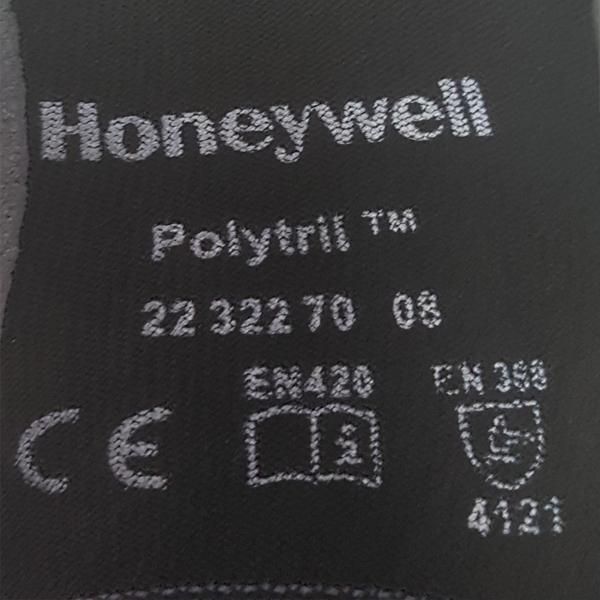 Honeywell
Polytril ™
22 322 70 08
EN420 EN 388
CE i
4121